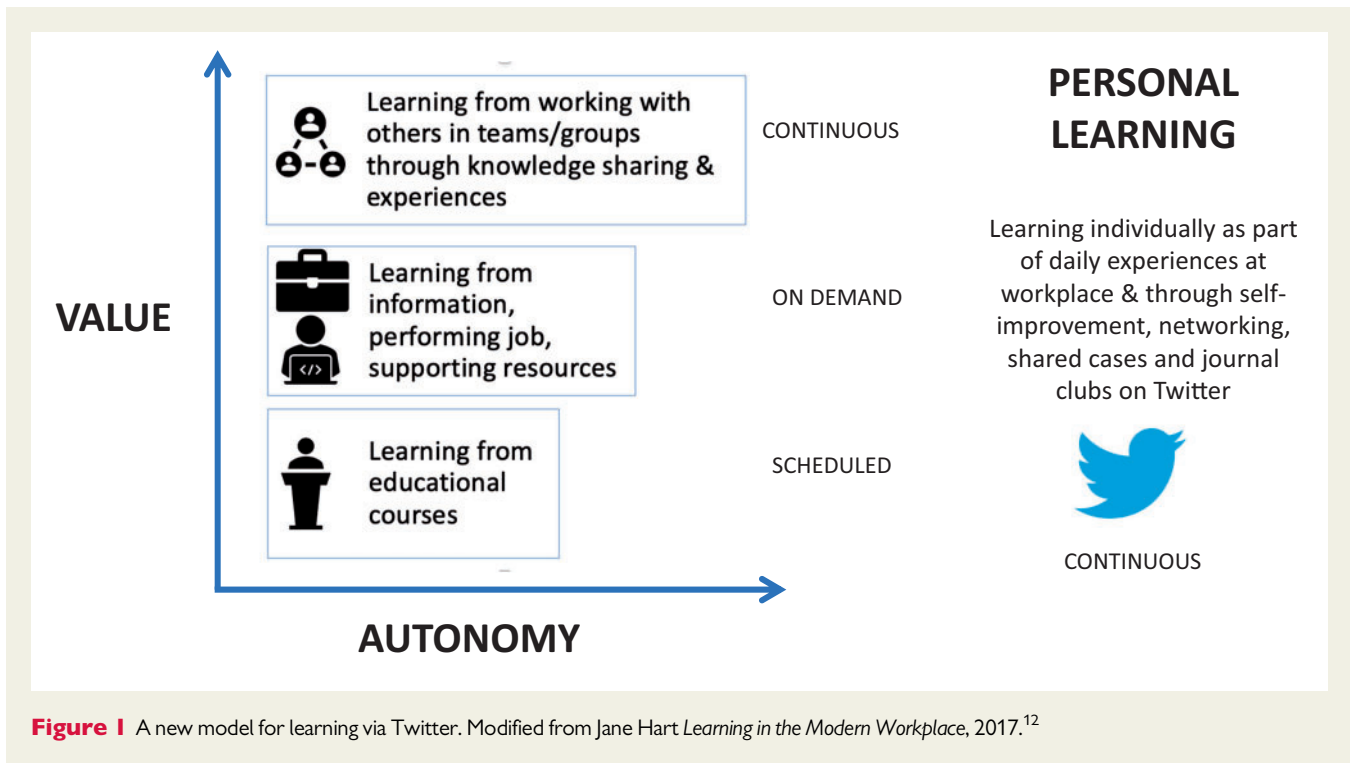 VALUE
Learning from working with
others in teams/groups
through knowledge sharing &
experiences
CONTINUOUS
Learning from
information,
performing job,
supporting resources
ON DEMAND
</>
Learning from
educational
courses
SCHEDULED
AUTONOMY
PERSONAL
LEARNING
Learning individually as part
of daily experiences at
workplace & through self-
improvement, networking,
shared cases and journal
clubs on Twitter
CONTINUOUS
Figure 1 A new model for learning via Twitter. Modified from Jane Hart Learning in the Modern Workplace, 2017.12